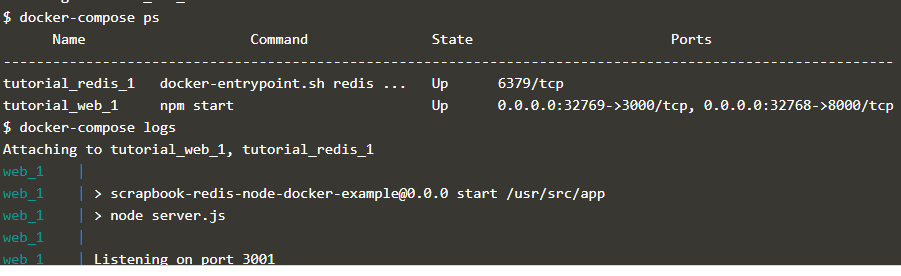 $ docker-compose ps
Name Command State Ports
--------------------------------------------------------------------------------------------------------------
tutorial_redis_1 docker-entrypoint.sh redis ... Up 6379/tcp
tutorial_web_1 npm start Up 0.0.0.0:32769->3000/tcp, 0.0.0.0:32768->8000/tcp
$ docker-compose logs
Attaching to tutorial_web_1, tutorial_redis_1
web_1 |
web_1 | > scrapbook-redis-node-docker-example@0.0.0 start /usr/src/app
web_1 | > node server.js
web_1 |
web_1 | Listening on port 3001